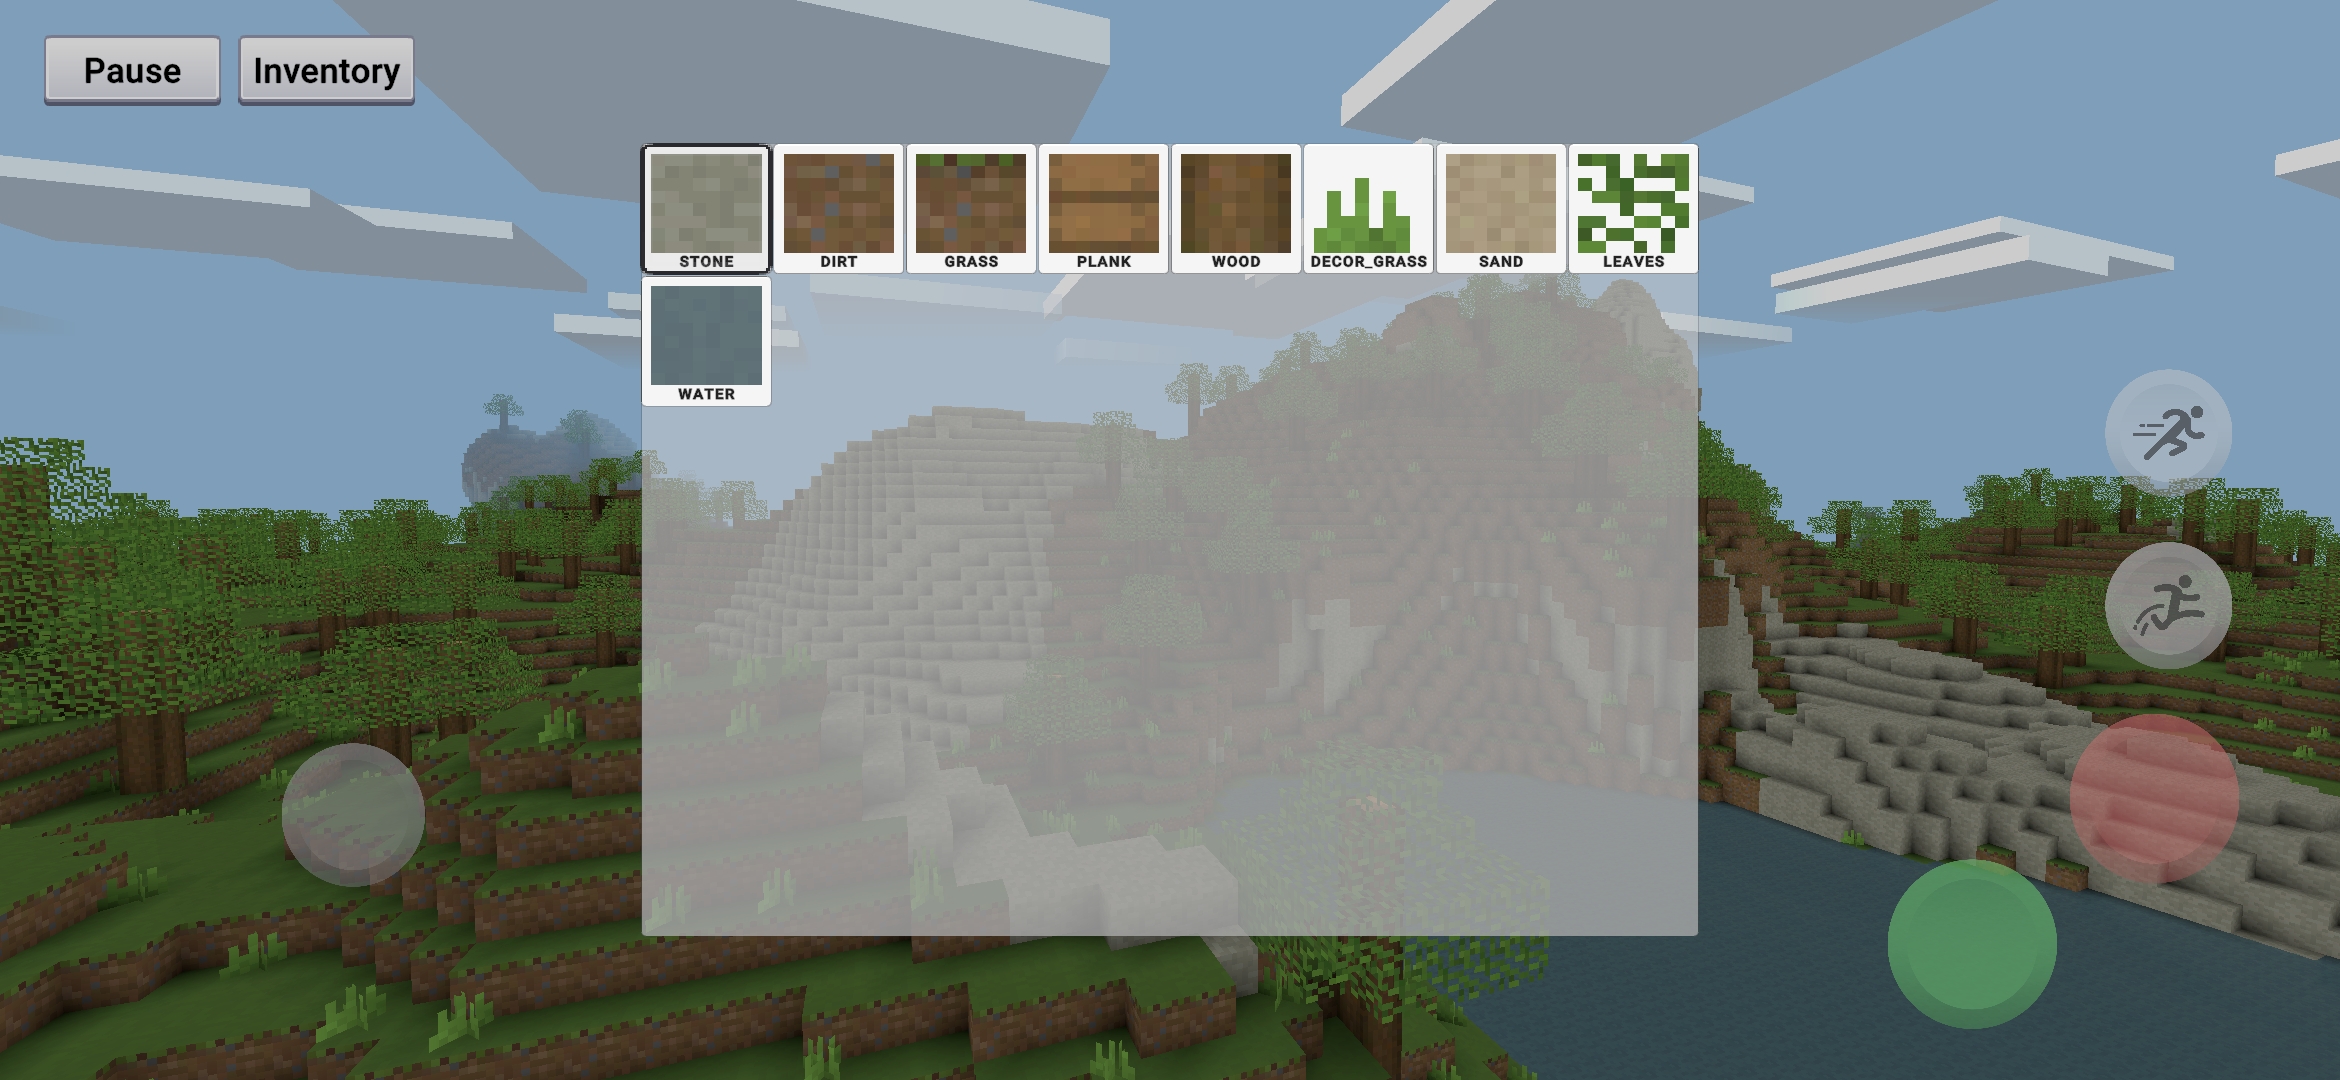 Pause
Inventory
STONE
DIRT
GRASS
PLANK
WOOD
DECOR_GRASS
SAND
LEAVES
WATER